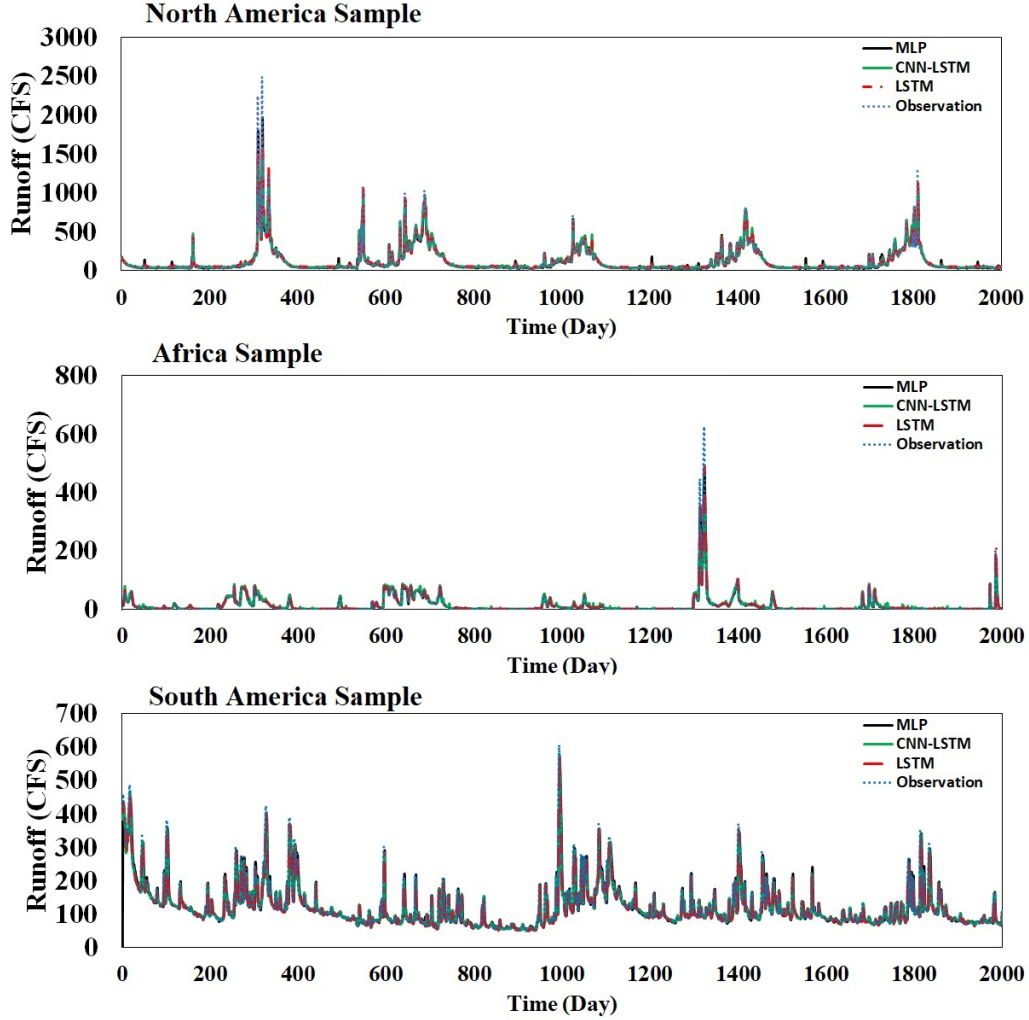 North America Sample
3000
2500
2000
1500
1000
500
0
Runoff (CFS)
MLP
CNN-LSTM
LSTM
Observation
0 200 400 600 800 1000 1200 1400 1600 1800 2000
Time (Day)
Africa Sample
800
600
400
200
0
Runoff (CFS)
MLP
CNN-LSTM
LSTM
Observation
0 200 400 600 800 1000 1200 1400 1600 1800 2000
Time (Day)
South America Sample
700
600
500
400
300
200
100
0
Runoff (CFS)
MLP
CNN-LSTM
LSTM
Observation
0 200 400 600 800 1000 1200 1400 1600 1800 2000
Time (Day)